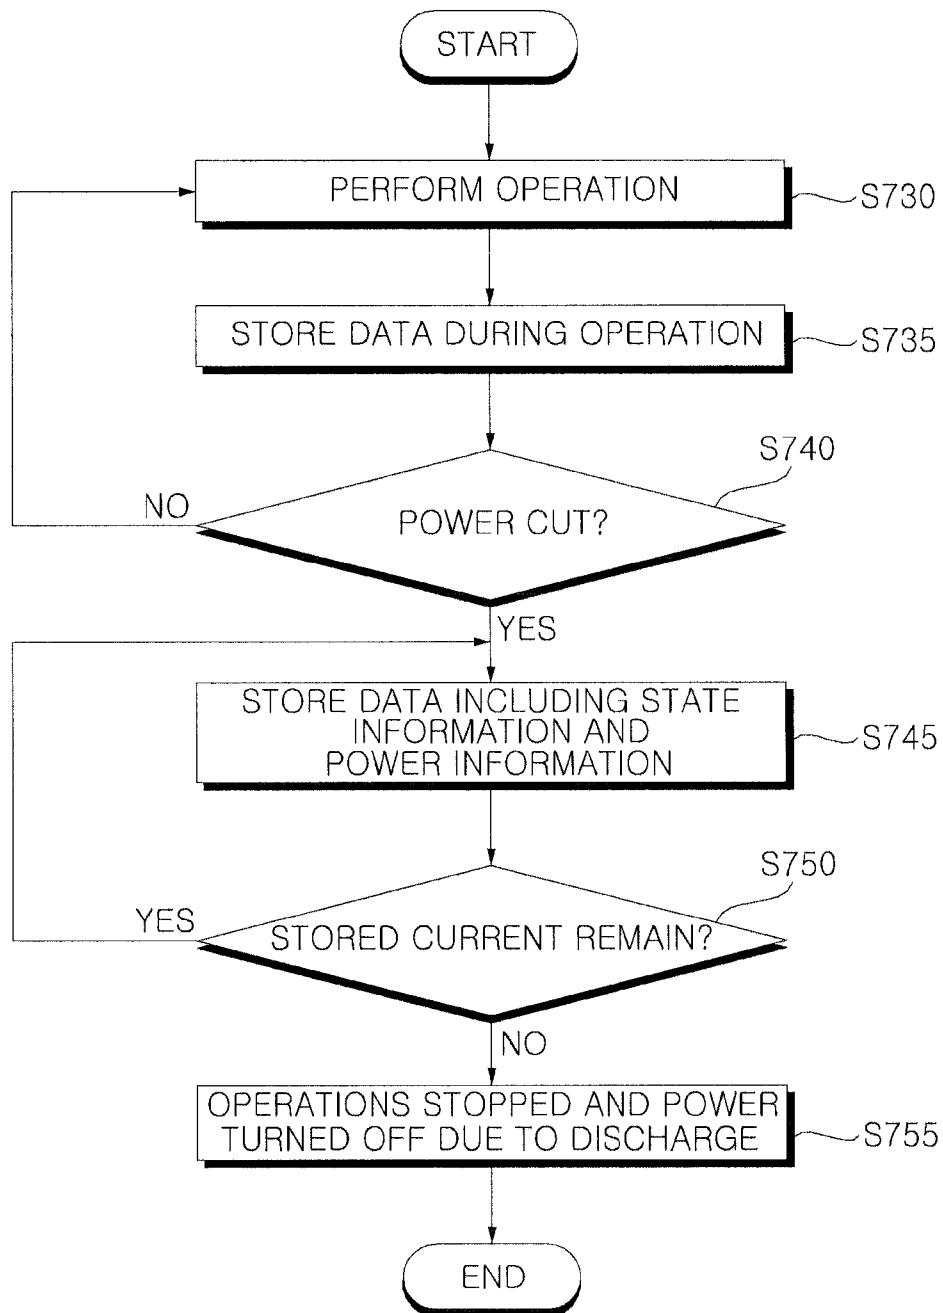 START
PERFORM OPERATION
S730
STORE DATA DURING OPERATION
S735
S740
NO
POWER CUT?
YES
STORE DATA INCLUDING STATE
INFORMATION AND
POWER INFORMATION
S745
S750
YES
STORED CURRENT REMAIN?
NO
OPERATIONS STOPPED AND POWER
TURNED OFF DUE TO DISCHARGE
S755
END